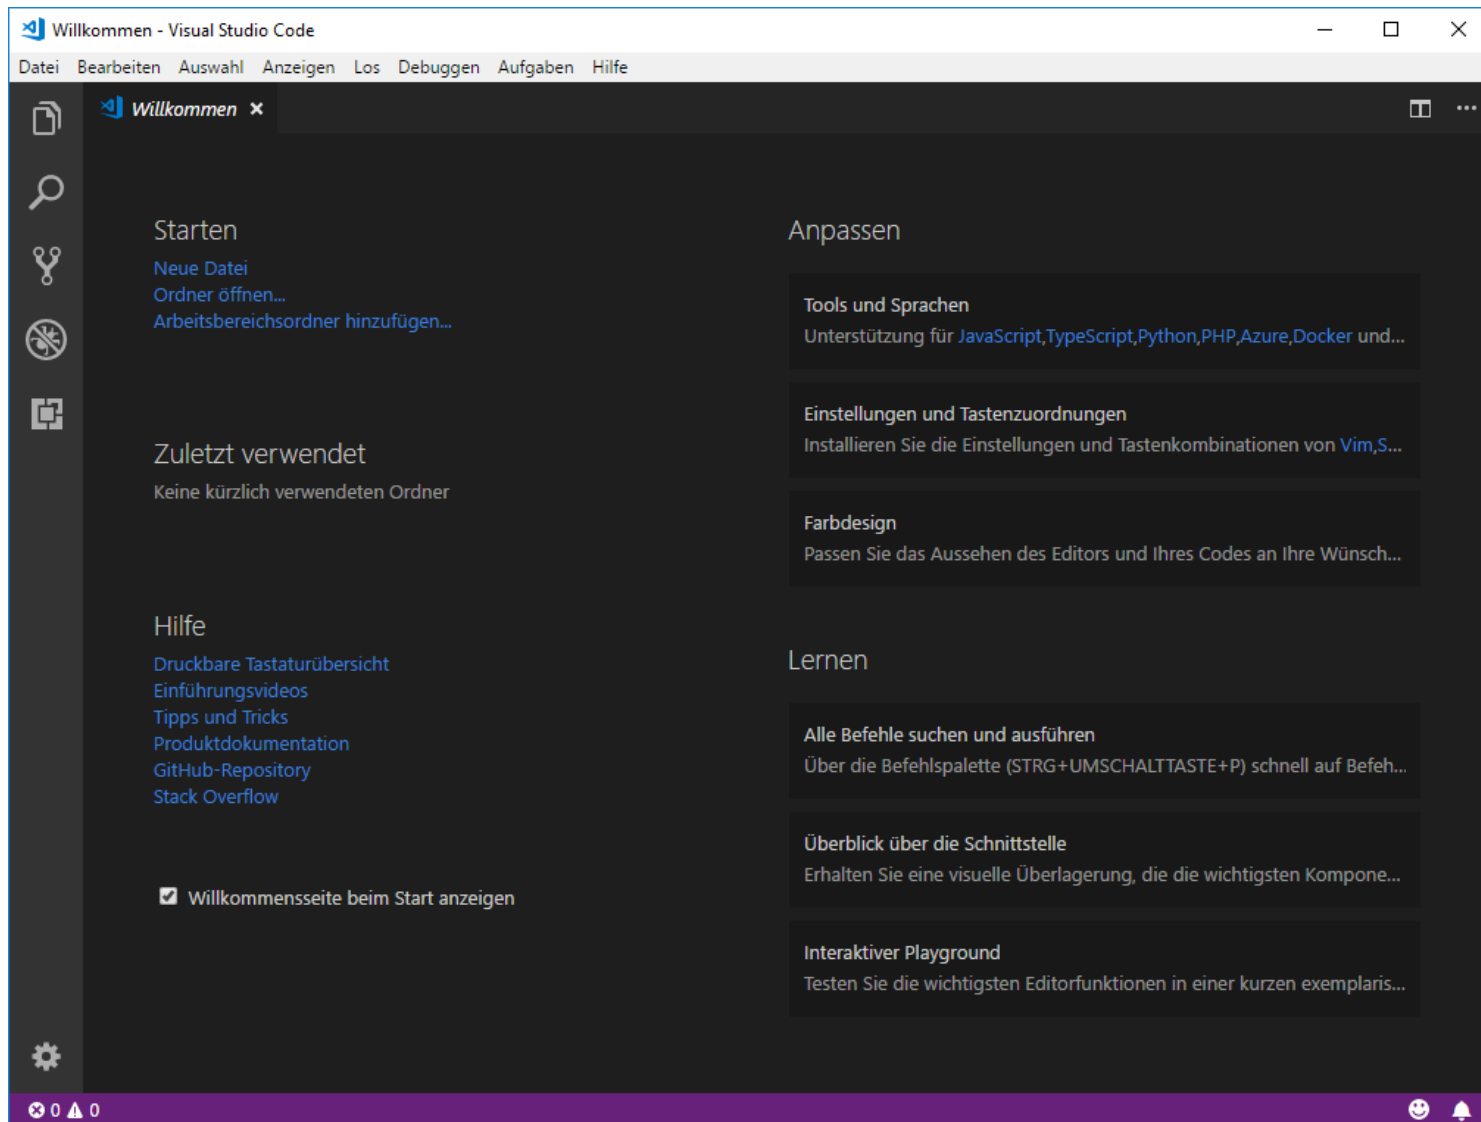 Willkommen - Visual Studio Code
Datei Bearbeiten Auswahl Anzeigen Los Debuggen Aufgaben Hilfe
Willkommen
Starten
Neue Datei
Ordner öffnen...
Arbeitsbereichsordner hinzufügen...
Zuletzt verwendet
Keine kürzlich verwendeten Ordner
Hilfe
Druckbare Tastaturübersicht
Einführungsvideos
Tipps und Tricks
Produktdokumentation
GitHub-Repository
Stack Overflow
Willkommensseite beim Start anzeigen
Anpassen
Tools und Sprachen
Unterstützung für JavaScript,TypeScript,Python,PHP,Azure,Docker und...
Einstellungen und Tastenzuordnungen
Installieren Sie die Einstellungen und Tastenkombinationen von Vim,S...
Farbdesign
Passen Sie das Aussehen des Editors und Ihres Codes an Ihre Wünsch...
Lernen
Alle Befehle suchen und ausführen
Über die Befehlspalette (STRG+UMSCHALTTASTE+P) schnell auf Befeh...
Überblick über die Schnittstelle
Erhalten Sie eine visuelle Überlagerung, die die wichtigsten Kompone...
Interaktiver Playground
Testen Sie die wichtigsten Editorfunktionen in einer kurzen exemplaris...
0 0